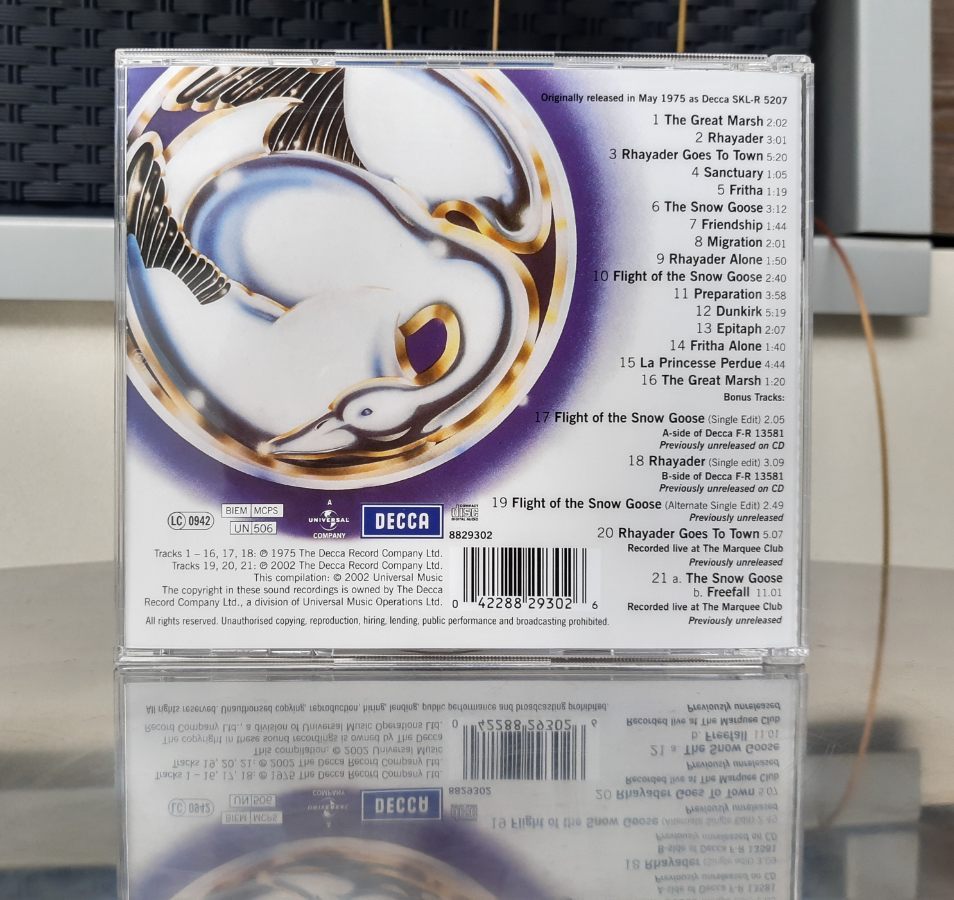 Originally released in May 1975 as Decca SKL-R 5207
1 The Great Marsh 2:02
2 Rhayader 3:01
3 Rhayader Goes To Town 5:20
4 Sanctuary 1:05
5 Fritha 1:19
6 The Snow Goose 3:12
7 Friendship 1:44
8 Migration 2:01
9 Rhayader Alone 1:50
10 Flight of the Snow Goose 2:40
11 Preparation 3:58
12 Dunkirk 5:19
13 Epitaph 2:07
14 Fritha Alone 1:40
15 La Princesse Perdue 4:44
16 The Great Marsh 1:20
Bonus Tracks:
17 Flight of the Snow Goose (Single Edit) 2.05
A-side of Decca F-R 13581
Previously unreleased on CD
18 Rhayader (Single edit) 3.09
B-side of Decca F-R 13581
Previously unreleased on CD
19 Flight of the Snow Goose (Alternate Single Edit) 2.49
Previously unreleased
20 Rhayader Goes To Town 5.07
Recorded live at The Marquee Club
Previously unreleased
21 a. The Snow Goose
b. Freefall 11.01
Recorded live at The Marquee Club
Previously unreleased
LC 0942
BIEM MCPS
UN 506
A
UNIVERSAL
COMPANY
DECCA
COMPACT
disc
DIGITAL AUDIO
8829302
Tracks 1 – 16, 17, 18: ℗ 1975 The Decca Record Company Ltd.
Tracks 19, 20, 21: ℗ 2002 The Decca Record Company Ltd.
This compilation: © 2002 Universal Music
The copyright in these sound recordings is owned by The Decca
Record Company Ltd., a division of Universal Music Operations Ltd.
0 42288 29302 6
All rights reserved. Unauthorised copying, reproduction, hiring, lending, public performance and broadcasting prohibited.